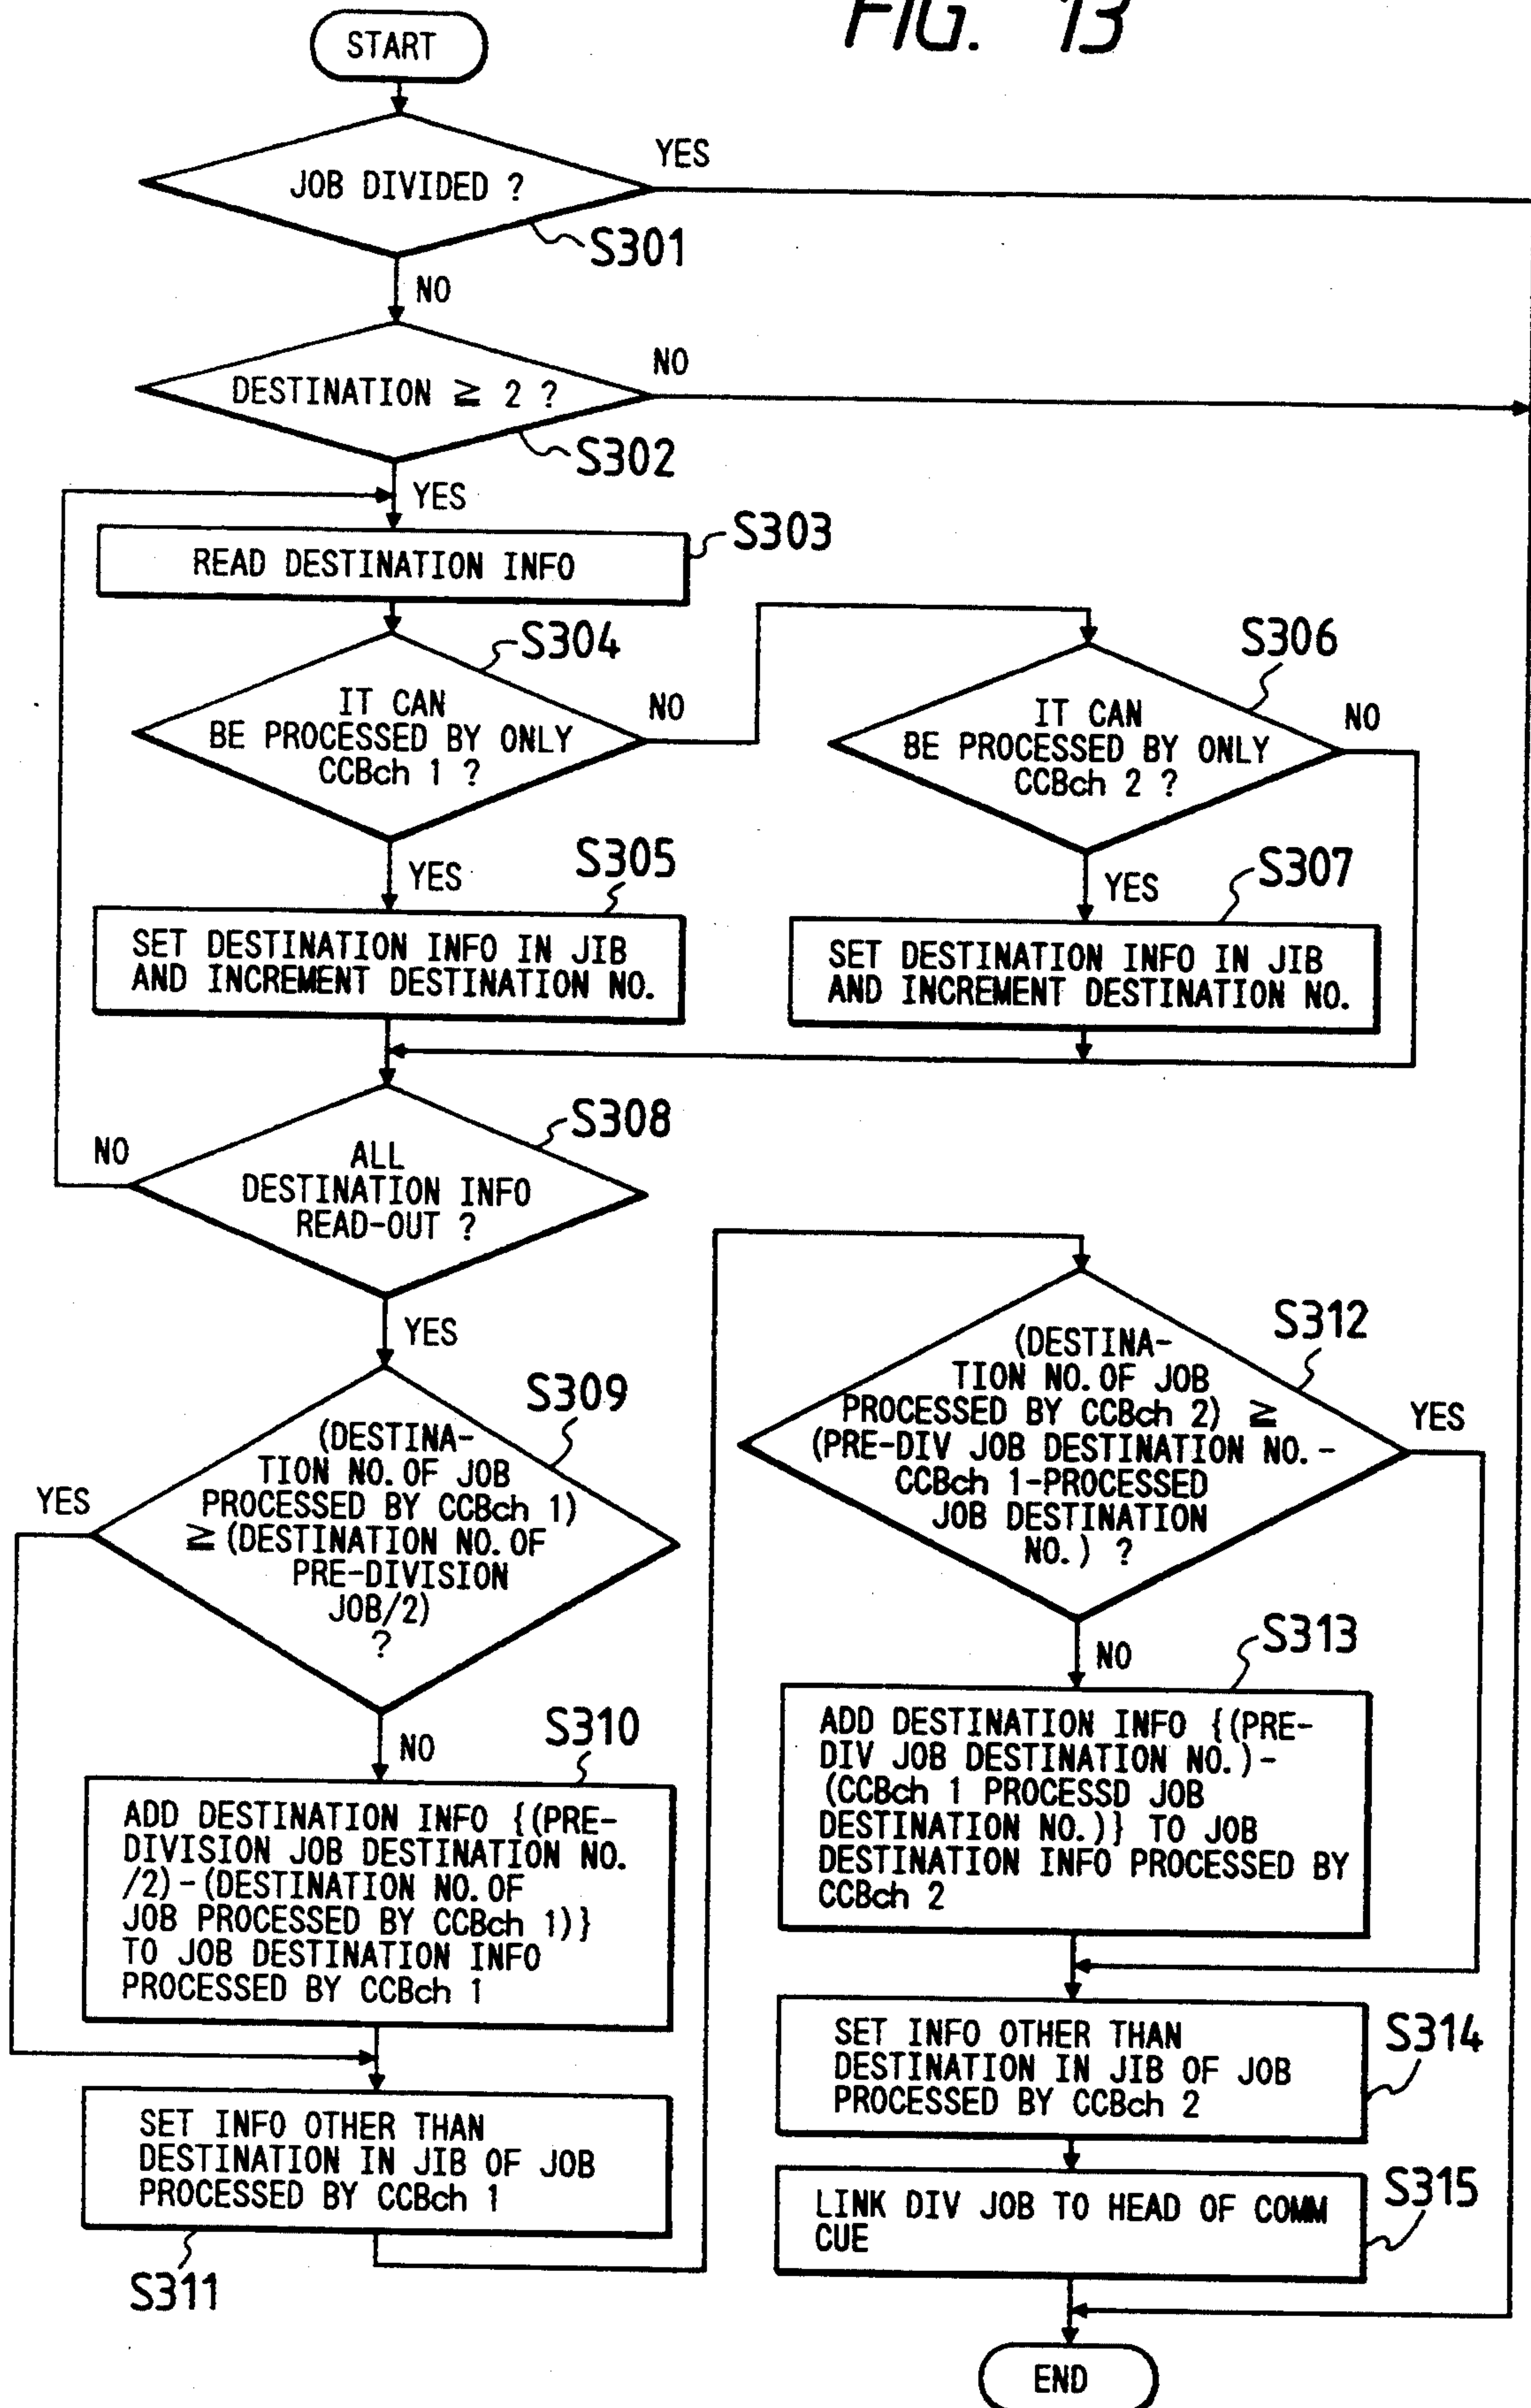 FIG. 13
START
JOB DIVIDED ?
YES
S301
NO
DESTINATION ≧ 2 ?
NO
S302
YES
READ DESTINATION INFO
S303
S304
IT CAN
BE PROCESSED BY ONLY
CCBch 1 ?
NO
S306
IT CAN
BE PROCESSED BY ONLY
CCBch 2 ?
NO
YES
S305
SET DESTINATION INFO IN JIB
AND INCREMENT DESTINATION NO.
YES
S307
SET DESTINATION INFO IN JIB
AND INCREMENT DESTINATION NO.
S308
NO
ALL
DESTINATION INFO
READ-OUT ?
YES
S309
(DESTINA-
TION NO. OF JOB
PROCESSED BY CCBch 1)
≧ (DESTINATION NO. OF
PRE-DIVISION
JOB/2)
?
YES
NO
S310
ADD DESTINATION INFO {(PRE-
DIVISION JOB DESTINATION NO.
/2)-(DESTINATION NO. OF
JOB PROCESSED BY CCBch 1)}
TO JOB DESTINATION INFO
PROCESSED BY CCBch 1
SET INFO OTHER THAN
DESTINATION IN JIB OF JOB
PROCESSED BY CCBch 1
S311
S312
(DESTINA-
TION NO. OF JOB
PROCESSED BY CCBch 2) ≧
(PRE-DIV JOB DESTINATION NO. -
CCBch 1-PROCESSED
JOB DESTINATION
NO.) ?
YES
NO
S313
ADD DESTINATION INFO {(PRE-
DIV JOB DESTINATION NO.)-
(CCBch 1 PROCESSD JOB
DESTINATION NO.)} TO JOB
DESTINATION INFO PROCESSED BY
CCBch 2
SET INFO OTHER THAN
DESTINATION IN JIB OF JOB
PROCESSED BY CCBch 2
S314
LINK DIV JOB TO HEAD OF COMM
CUE
S315
END